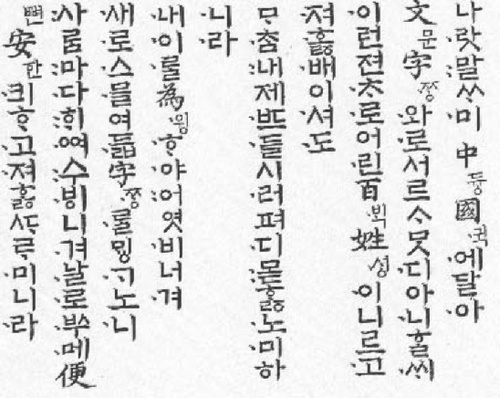 나랏말ᄊᆞ미中듕國귁에달아
文문字ᄍᆞᆼ와로서르ᄉᆞᄆᆞᆺ디아니ᄒᆞᆯᄊᆡ
이런젼ᄎᆞ로어린百ᄇᆡᆨ姓셩이니르고
져ᄒᆞᇙ배이셔도
ᄆᆞᄎᆞᆷ내제ᄠᅳ들시러펴디몯ᄒᆞᇙ노미하
니라
내이ᄅᆞᆯ為윙ᄒᆞ야어엿비너겨
새로스믈여듧字ᄍᆞᆼᄅᆞᆯᄆᆡᇰᄀᆞ노니
사ᄅᆞᆷ마다ᄒᆡᅇᅧ수ᄫᅵ니겨날로ᄡᅮ메便
뼌安ᅙᅡᆫ킈ᄒᆞ고져ᄒᆞᇙᄯᆞᄅᆞ미니라